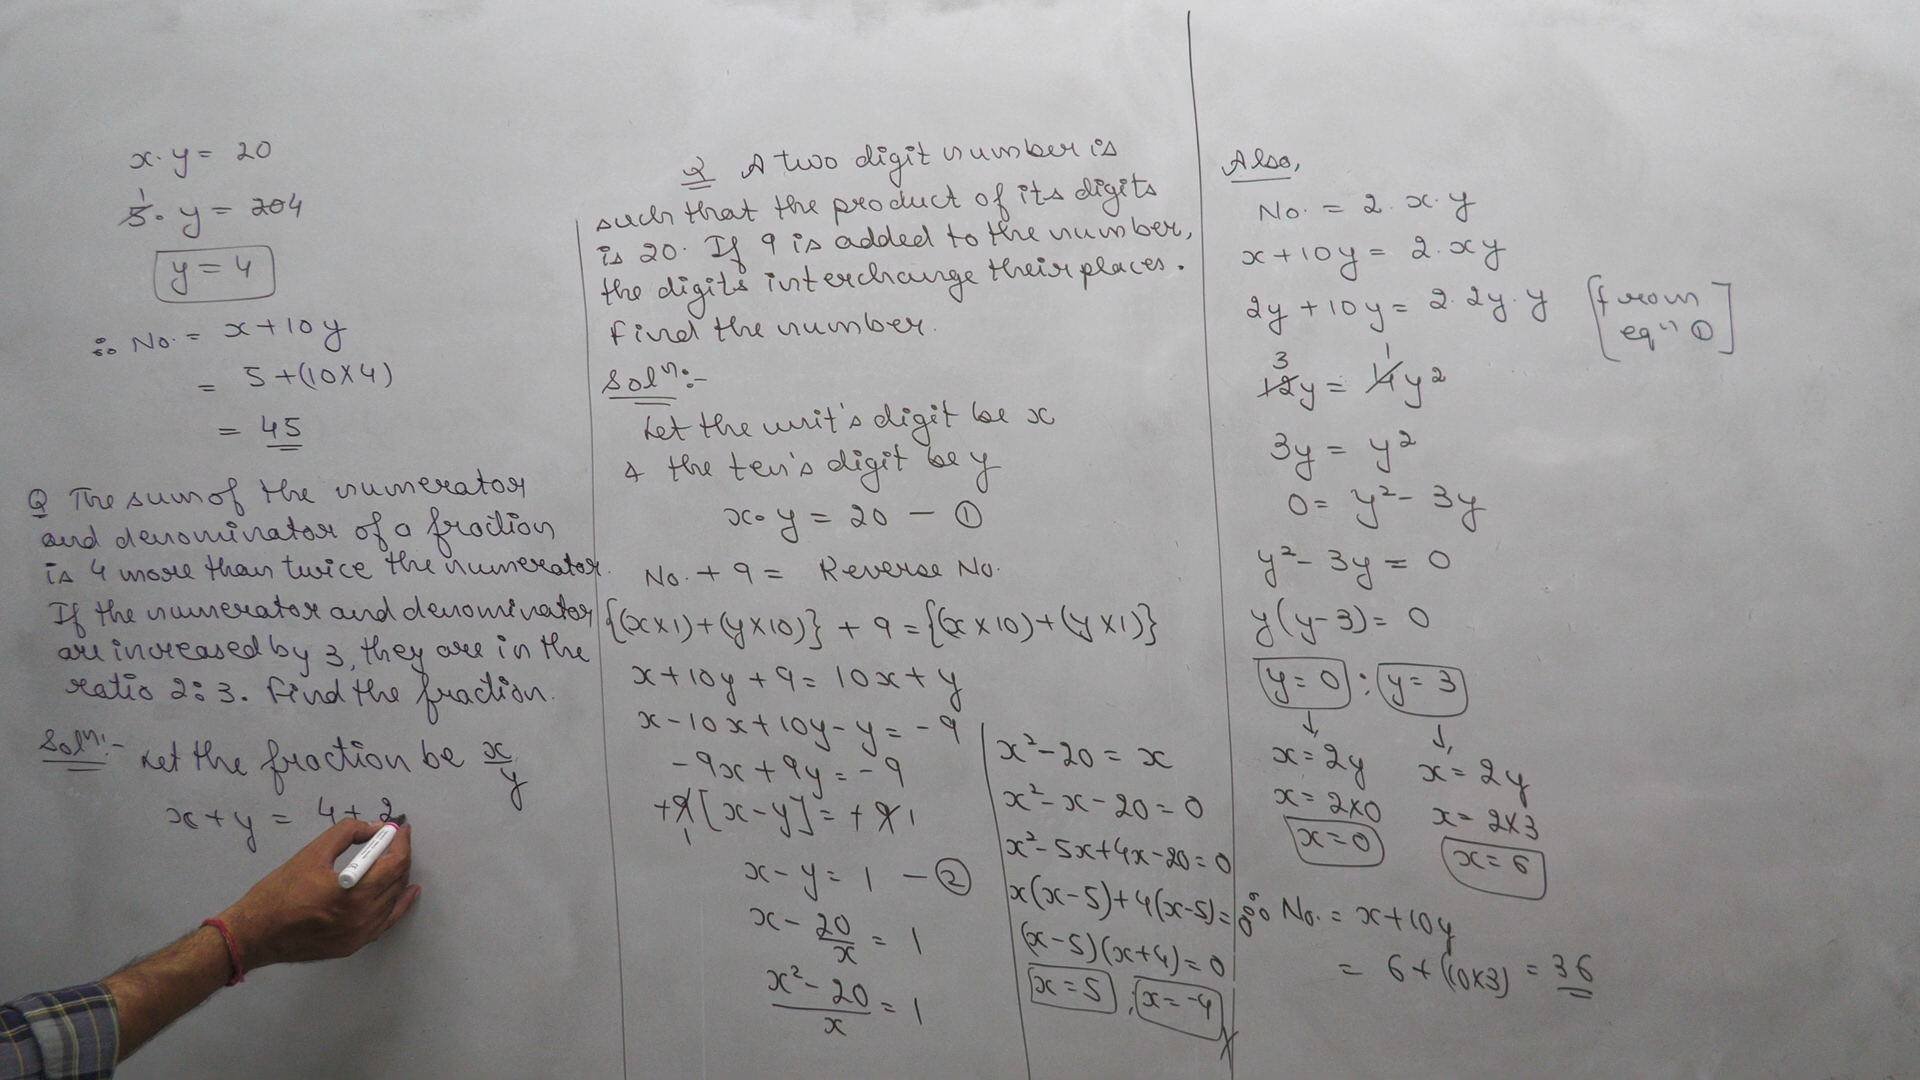 x. y = 20
5. y = 20 4
1
y = 4
∴ No. = x + 10y
= 5 + (10 X 4)
= 45
Q The sum of the numerator
and denominator of a fraction
is 4 more than twice the numerator.
If the numerator and denominator
are increased by 3, they are in the
ratio 2:3. Find the fraction.
Solⁿ:- Let the fraction be x/y
x + y = 4 + 2
Q A two digit number is
such that the product of its digits
is 20. If 9 is added to the number,
the digits interchange their places.
Find the number.
Solⁿ:-
Let the unit's digit be x
& the ten's digit be y
x. y = 20 - ①
No. + 9 = Reverse No.
{(x X 1) + (y X 10)} + 9 = {(x X 10) + (y X 1)}
x + 10y + 9 = 10x + y
x - 10x + 10y - y = -9
-9x + 9y = -9
+9 [x - y] = +9 1
1
x - y = 1 - ②
x - 20/x = 1
x² - 20/x = 1
x² - 20 = x
x² - x - 20 = 0
x² - 5x + 4x - 20 = 0
x(x - 5) + 4(x - 5) = 0
(x - 5)(x + 4) = 0
x = 5 ; x = -4
Also,
No. = 2. x. y
x + 10y = 2. xy
2y + 10y = 2. 2y. y [from
eqⁿ ①]
3 1
12y = 4y²
3y = y²
0 = y² - 3y
y² - 3y = 0
y(y - 3) = 0
y = 0 ; y = 3
↓ ↓
x = 2y x = 2y
x = 2X0 x = 2X3
x = 0 x = 6
∴ No. = x + 10y
= 6 + (10X3) = 36